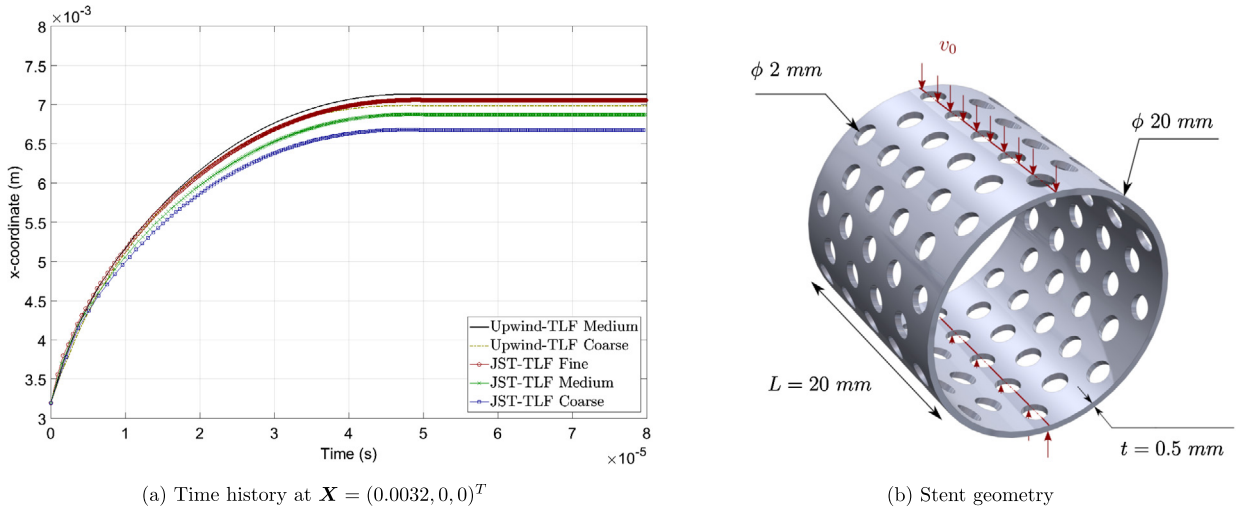 ×10⁻³
8
7.5
7
6.5
6
5.5
5
4.5
4
3.5
3
x-coordinate (m)
0 1 2 3 4 5 6 7 8
Time (s)
×10⁻⁵
Upwind-TLF Medium
Upwind-TLF Coarse
JST-TLF Fine
JST-TLF Medium
JST-TLF Coarse
(a) Time history at X = (0.0032, 0, 0)ᵀ
v₀
ϕ 2 mm
ϕ 20 mm
L = 20 mm
t = 0.5 mm
(b) Stent geometry